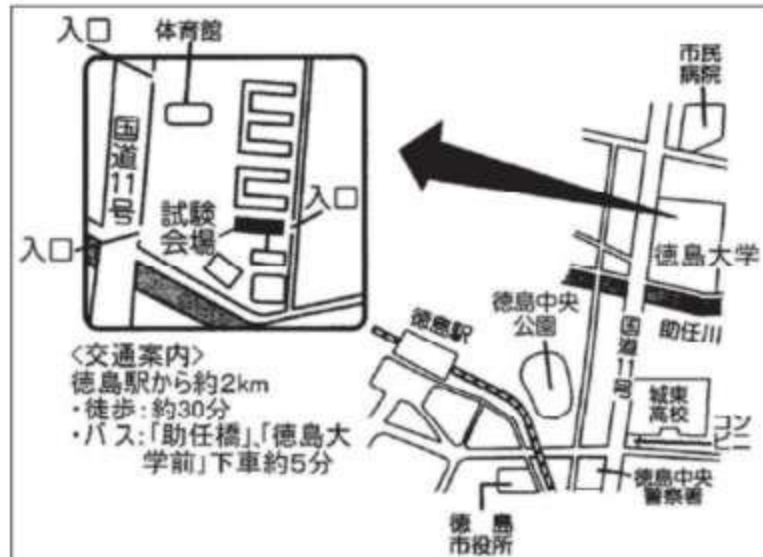 入口
体育館
国道11号
試験
会場
入口
入口
市民
病院
徳島大学
助任川
徳島中央
公園
徳島駅
国道11号
城東
高校
コン
ビニ
徳島中央
警察署
徳島
市役所
<交通案内>
徳島駅から約2km
・徒歩:約30分
・バス:「助任橋」、「徳島大
学前」下車約5分